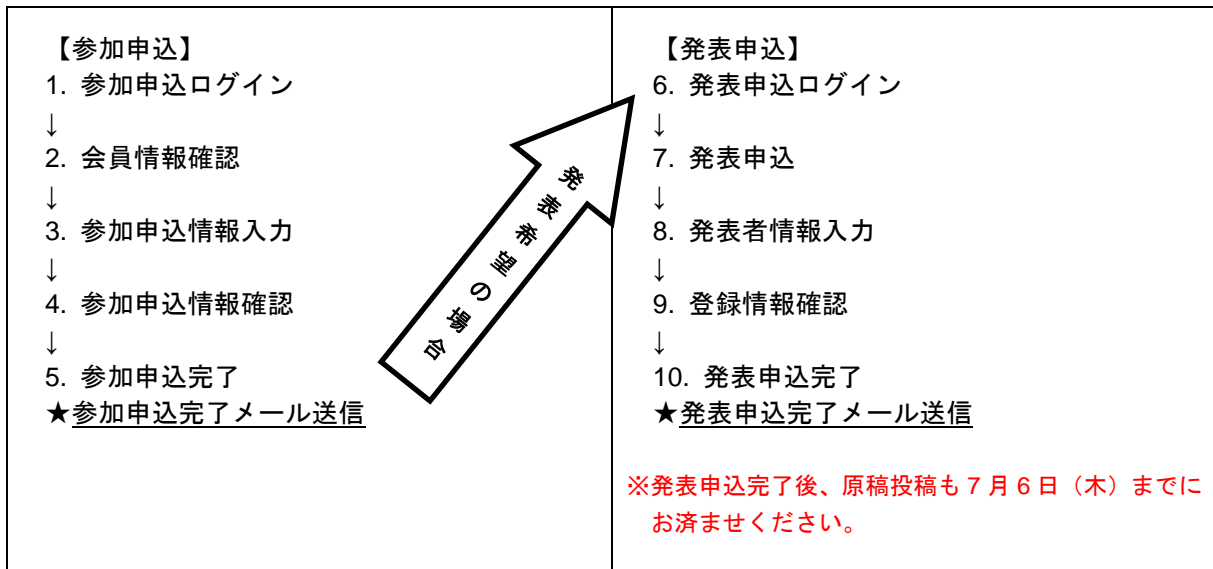 【参加申込】
1. 参加申込ログイン
↓
2. 会員情報確認
↓
3. 参加申込情報入力
↓
4. 参加申込情報確認
↓
5. 参加申込完了
★参加申込完了メール送信
発表希望の場合
【発表申込】
6. 発表申込ログイン
↓
7. 発表申込
↓
8. 発表者情報入力
↓
9. 登録情報確認
↓
10. 発表申込完了
★発表申込完了メール送信
※発表申込完了後、原稿投稿も7月6日（木）までに
お済ませください。